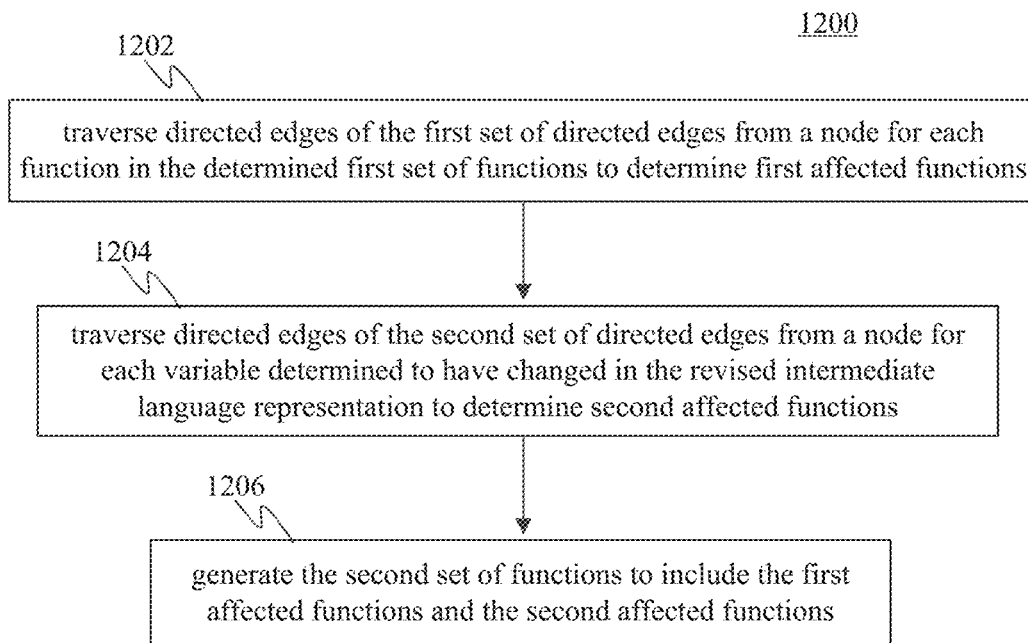 1200
1202
traverse directed edges of the first set of directed edges from a node for each
function in the determined first set of functions to determine first affected functions
1204
traverse directed edges of the second set of directed edges from a node for
each variable determined to have changed in the revised intermediate
language representation to determine second affected functions
1206
generate the second set of functions to include the first
affected functions and the second affected functions